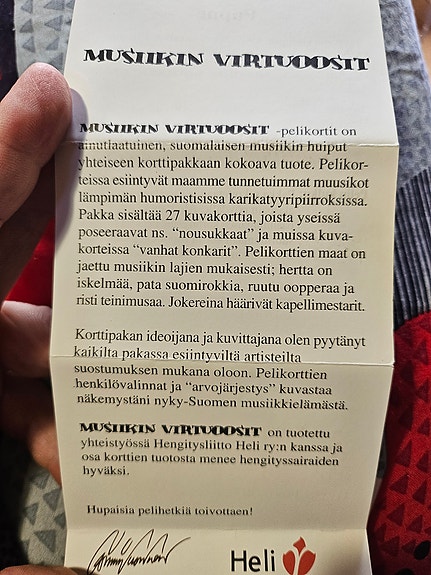 MUSIIKIN VIRTUOOSIT
MUSIIKIN VIRTUOOSIT -pelikortit on
ainutlaatuinen, suomalaisen musiikin huiput
yhteiseen korttipakkaan kokoava tuote. Pelikor-
teissa esiintyvät maamme tunnetuimmat muusikot
lämpimän humoristisissa karikatyyripiirroksissa.
Pakka sisältää 27 kuvakorttia, joista yseissä
poseeraavat ns. "nousukkaat" ja muissa kuva-
korteissa "vanhat konkarit". Pelikorttien maat on
jaettu musiikin lajien mukaisesti; hertta on
iskelmää, pata suomirokkia, ruutu oopperaa ja
risti teinimusaa. Jokereina häärivät kapellimestarit.
Korttipakan ideoijana ja kuvittajana olen pyytänyt
kaikilta pakassa esiintyviltä artisteilta
suostumuksen mukana oloon. Pelikorttien
henkilövalinnat ja "arvojärjestys" kuvastaa
näkemystäni nyky-Suomen musiikkielämästä.
MUSIIKIN VIRTUOOSIT on tuotettu
yhteistyössä Hengitysliitto Heli ry:n kanssa ja
osa korttien tuotosta menee hengityssairaiden
hyväksi.
Hupaisia pelihetkiä toivottaen!
Heli